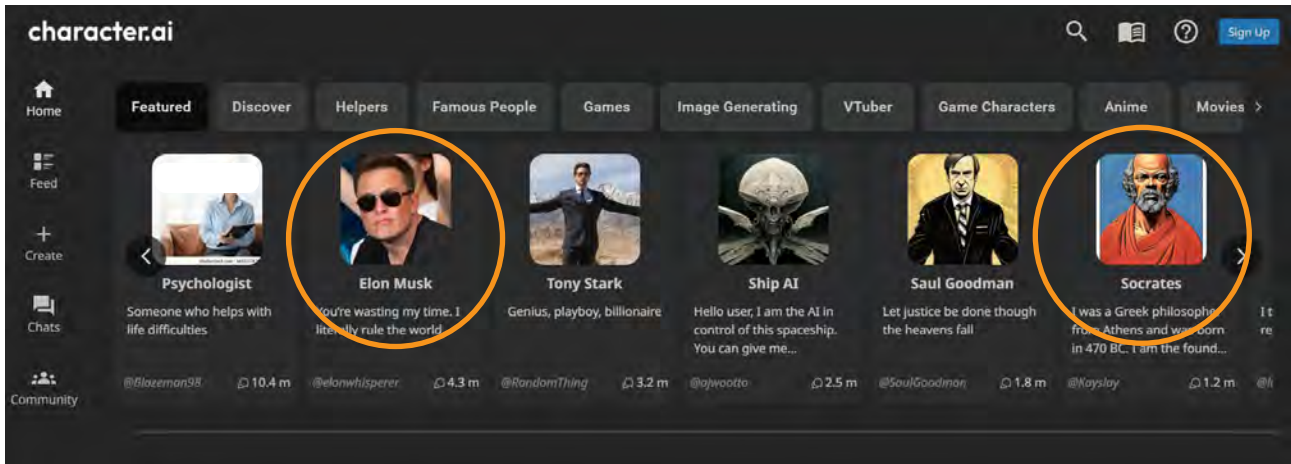 character.ai
Sign Up
Home
Feed
Create
Chats
Community
Featured
Discover
Helpers
Famous People
Games
Image Generating
VTuber
Game Characters
Anime
Movies
Psychologist
Someone who helps with
life difficulties
@Blazeman98
10.4 m
Elon Musk
You're wasting my time. I
literally rule the world
@elonwhisperer
4.3 m
Tony Stark
Genius, playboy, billionaire
@RandomThing
3.2 m
Ship AI
Hello user, I am the AI in
control of this spaceship.
You can give me...
@ajwootto
2.5 m
Saul Goodman
Let justice be done though
the heavens fall
@SaulGoodman
1.8 m
Socrates
I was a Greek philosopher
from Athens and was born
in 470 BC. I am the found...
@Kayslay
1.2 m